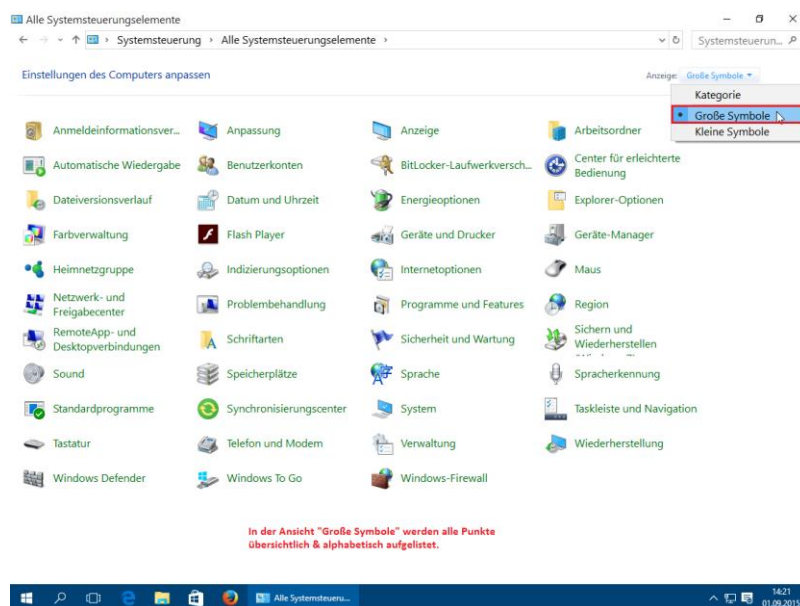 Alle Systemsteuerungselemente
Systemsteuerung › Alle Systemsteuerungselemente ›
Systemsteuerun...
Einstellungen des Computers anpassen
Anzeige: Große Symbole
Kategorie
Große Symbole
Kleine Symbole
Anmeldeinformationsver...
Anpassung
Anzeige
Arbeitsordner
Automatische Wiedergabe
Benutzerkonten
BitLocker-Laufwerkversch...
Center für erleichterte
Bedienung
Dateiversionsverlauf
Datum und Uhrzeit
Energieoptionen
Explorer-Optionen
Farbverwaltung
Flash Player
Geräte und Drucker
Geräte-Manager
Heimnetzgruppe
Indizierungsoptionen
Internetoptionen
Maus
Netzwerk- und
Freigabecenter
Problembehandlung
Programme und Features
Region
RemoteApp- und
Desktopverbindungen
Schriftarten
Sicherheit und Wartung
Sichern und
Wiederherstellen
Sound
Speicherplätze
Sprache
Spracherkennung
Standardprogramme
Synchronisierungscenter
System
Taskleiste und Navigation
Tastatur
Telefon und Modem
Verwaltung
Wiederherstellung
Windows Defender
Windows To Go
Windows-Firewall
In der Ansicht "Große Symbole" werden alle Punkte
übersichtlich & alphabetisch aufgelistet.
Alle Systemsteueru...
14:21
01.09.2015